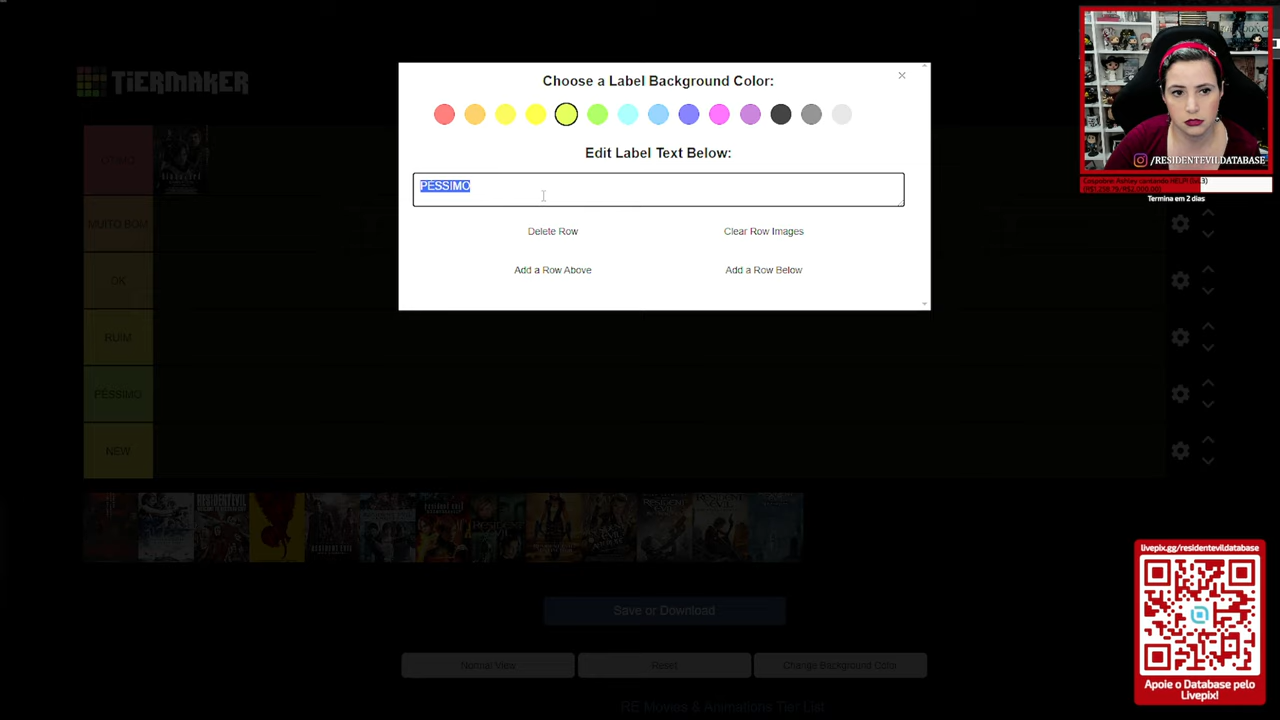 Choose a Label Background Color:
×
TiERMAKER
Edit Label Text Below:
PÉSSIMO
Delete Row
Clear Row Images
Add a Row Above
Add a Row Below
MUITO BOM
OK
RUIM
PÉSSIMO
NEW
Save or Download
Normal View
Reset
Change Background Color
RE Movies & Animations Tier List
/RESIDENTEVILDATABASE
Termina em 2 dias
livepix.gg/residentevildatabase
Apoie o Database pelo
Livepix!